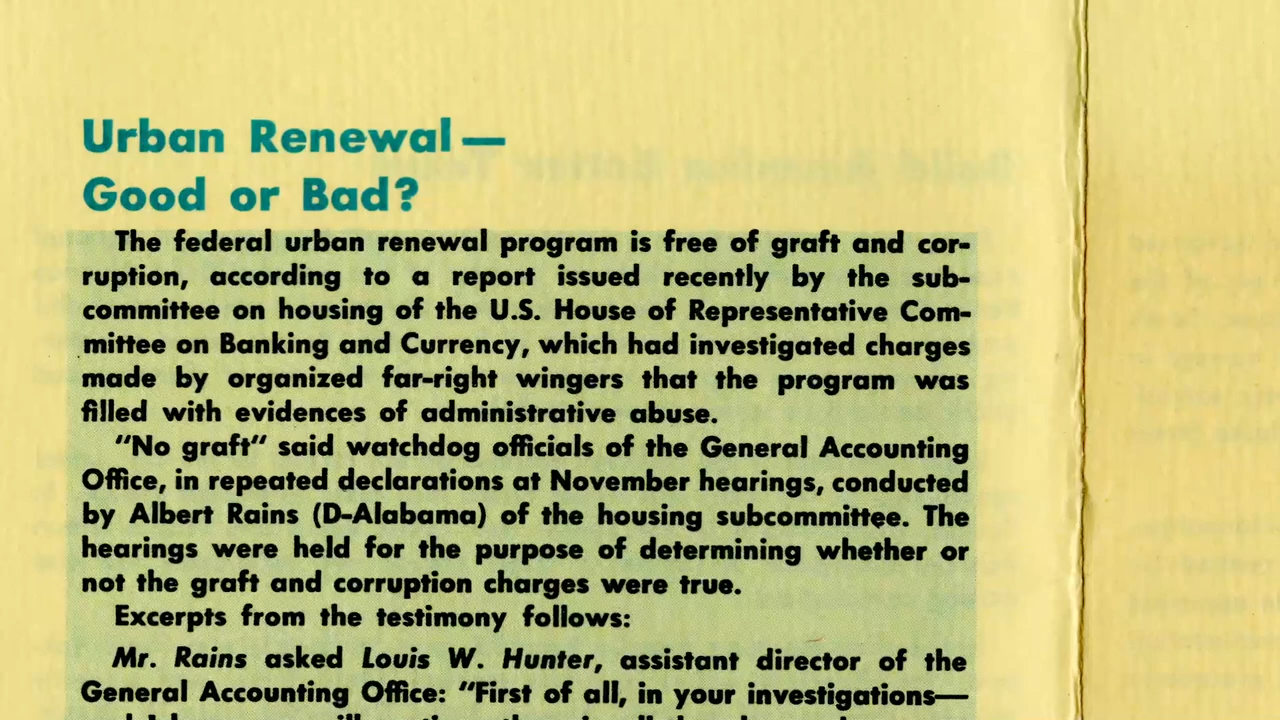 Urban Renewal—
Good or Bad?
The federal urban renewal program is free of graft and cor-
ruption, according to a report issued recently by the sub-
committee on housing of the U.S. House of Representative Com-
mittee on Banking and Currency, which had investigated charges
made by organized far-right wingers that the program was
filled with evidences of administrative abuse.
"No graft" said watchdog officials of the General Accounting
Office, in repeated declarations at November hearings, conducted
by Albert Rains (D-Alabama) of the housing subcommittee. The
hearings were held for the purpose of determining whether or
not the graft and corruption charges were true.
Excerpts from the testimony follows:
Mr. Rains asked Louis W. Hunter, assistant director of the
General Accounting Office: "First of all, in your investigations—